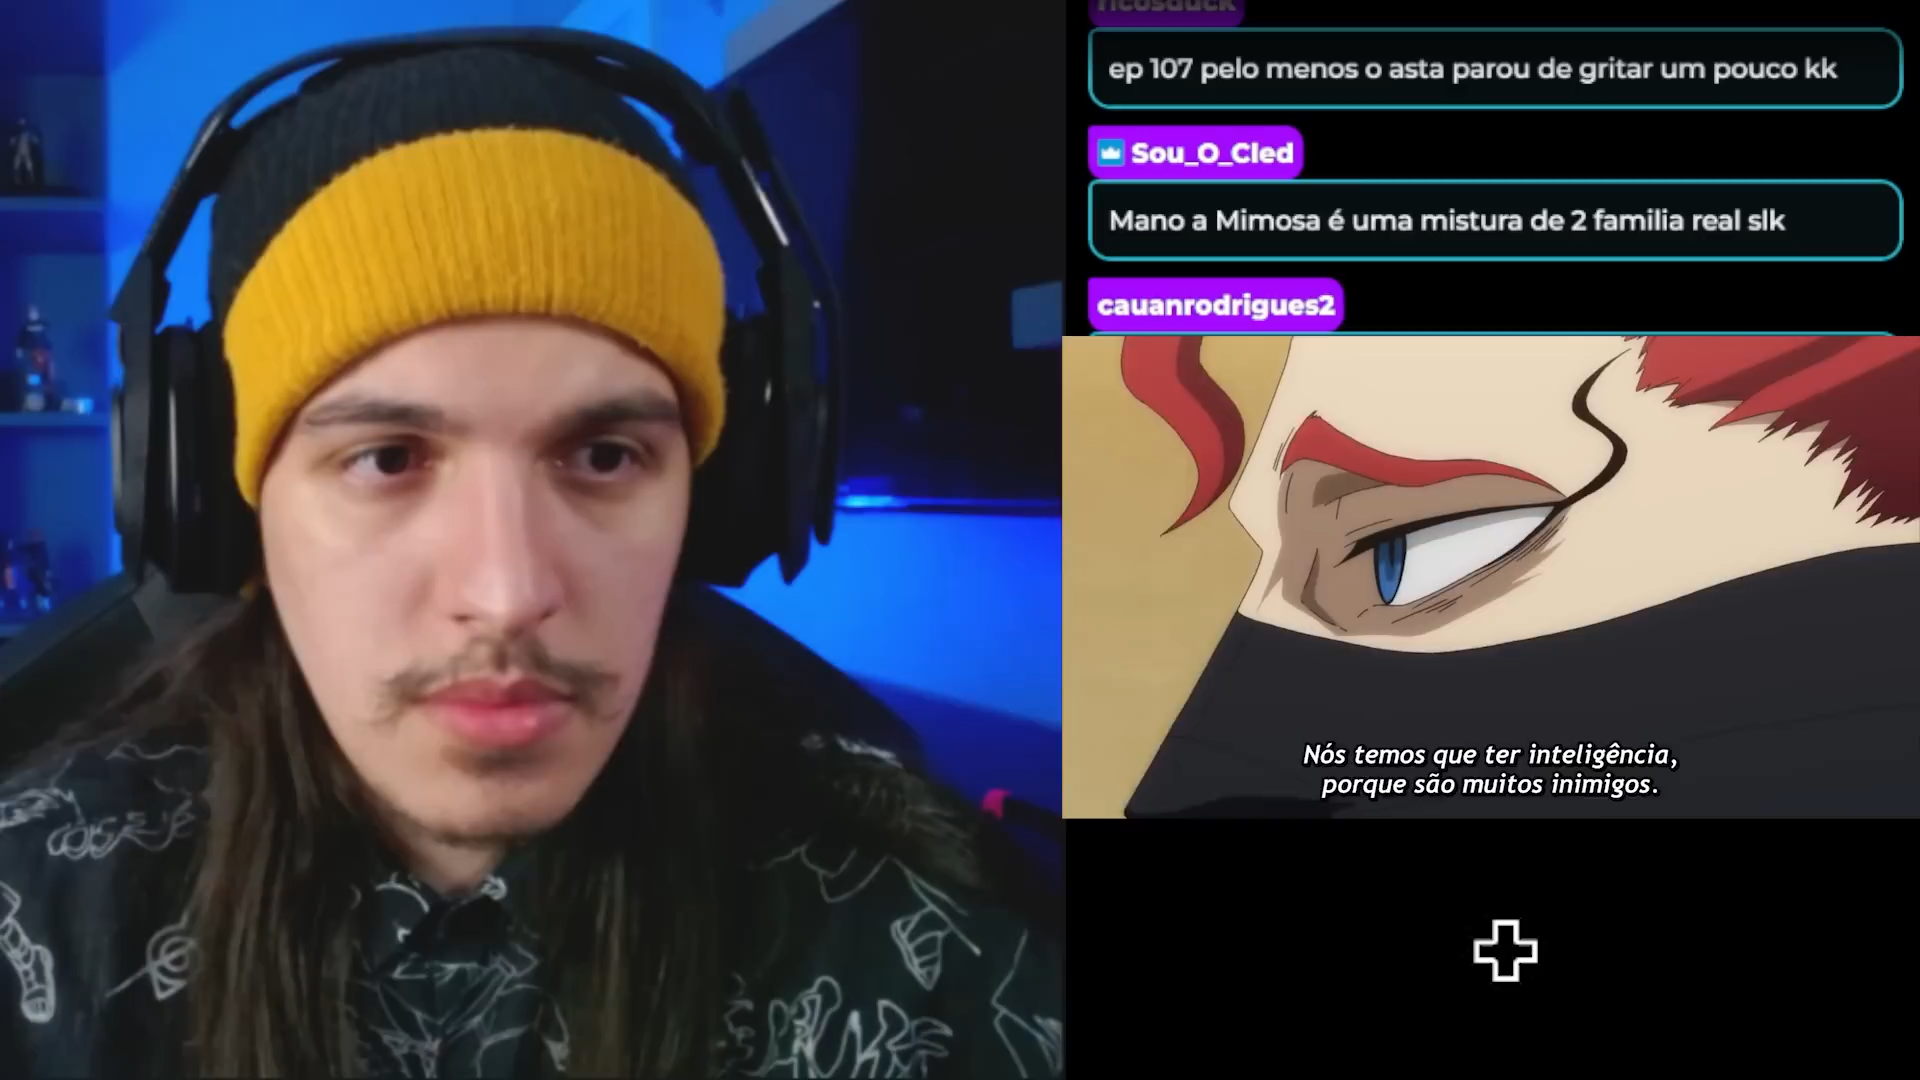 ricosduck
ep 107 pelo menos o asta parou de gritar um pouco kk
Sou_O_Cled
Mano a Mimosa é uma mistura de 2 familia real slk
cauanrodrigues2
Nós temos que ter inteligência,
porque são muitos inimigos.